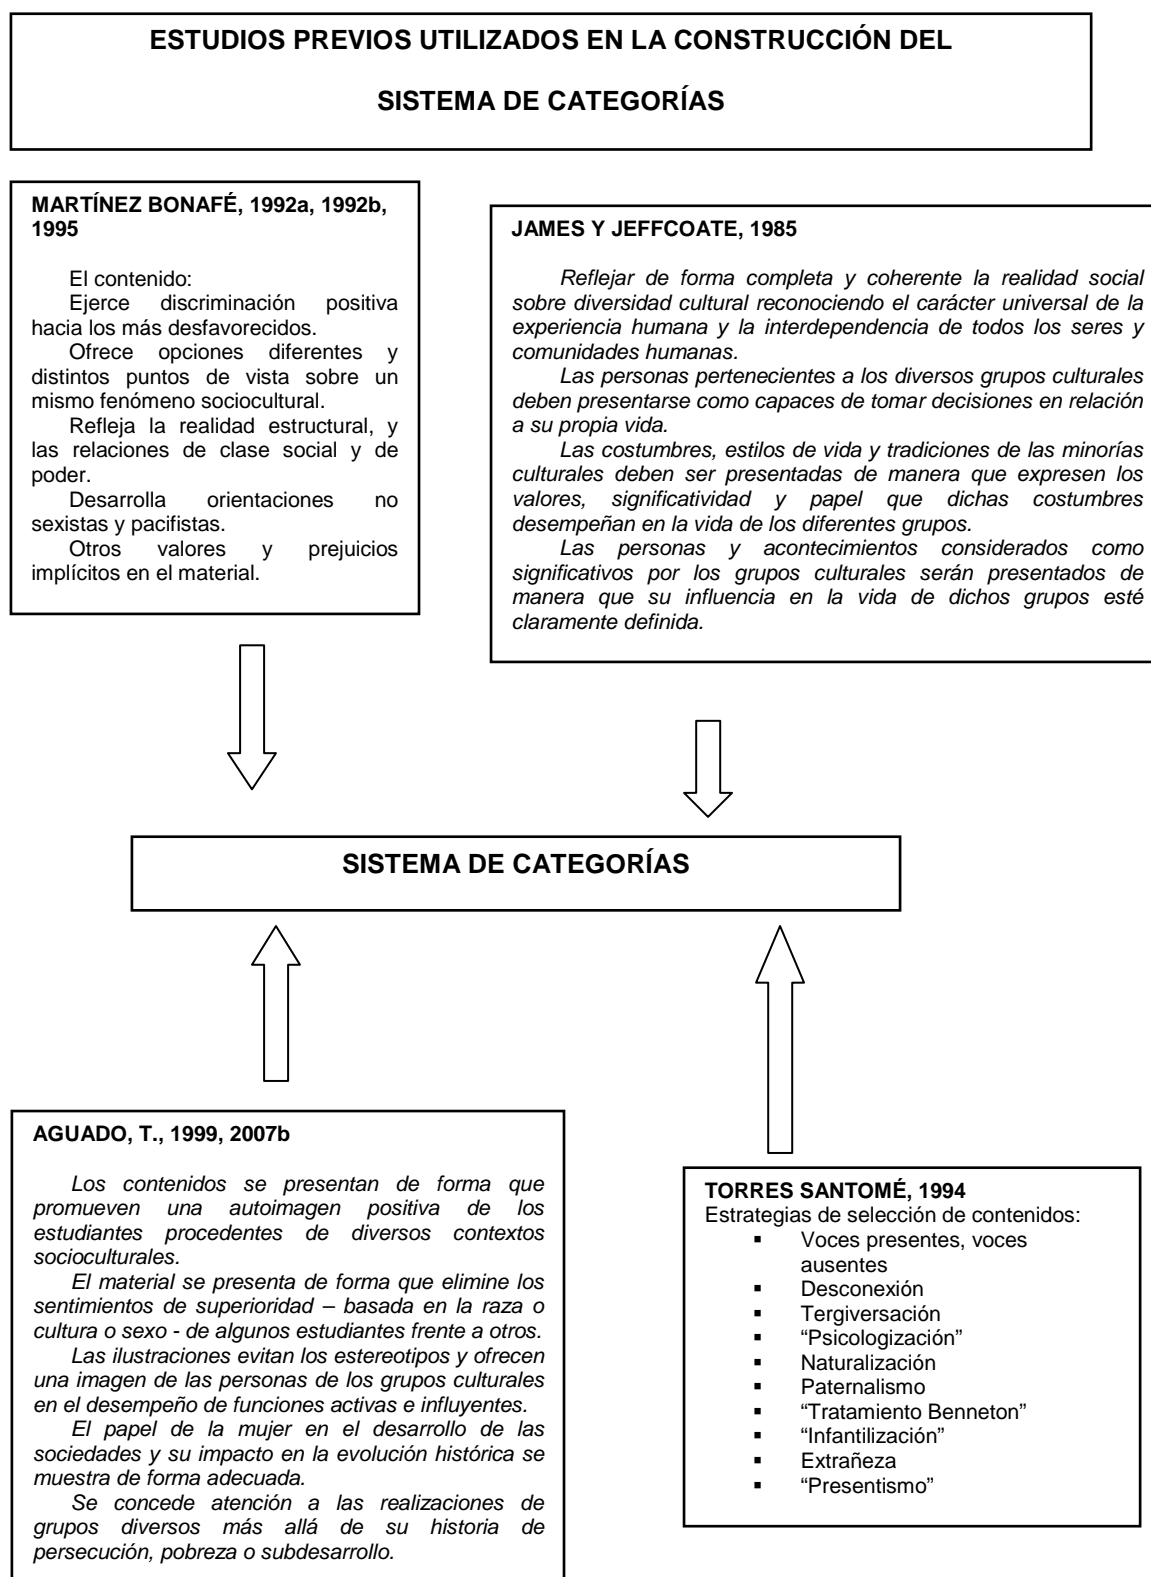 ESTUDIOS PREVIOS UTILIZADOS EN LA CONSTRUCCIÓN DEL
SISTEMA DE CATEGORÍAS
MARTÍNEZ BONAFÉ, 1992a, 1992b,
1995
El contenido:
Ejerce discriminación positiva
hacia los más desfavorecidos.
Ofrece opciones diferentes y
distintos puntos de vista sobre un
mismo fenómeno sociocultural.
Refleja la realidad estructural, y
las relaciones de clase social y de
poder.
Desarrolla orientaciones no
sexistas y pacifistas.
Otros valores y prejuicios
implícitos en el material.
JAMES Y JEFFCOATE, 1985
Reflejar de forma completa y coherente la realidad social
sobre diversidad cultural reconociendo el carácter universal de la
experiencia humana y la interdependencia de todos los seres y
comunidades humanas.
Las personas pertenecientes a los diversos grupos culturales
deben presentarse como capaces de tomar decisiones en relación
a su propia vida.
Las costumbres, estilos de vida y tradiciones de las minorías
culturales deben ser presentadas de manera que expresen los
valores, significatividad y papel que dichas costumbres
desempeñan en la vida de los diferentes grupos.
Las personas y acontecimientos considerados como
significativos por los grupos culturales serán presentados de
manera que su influencia en la vida de dichos grupos esté
claramente definida.
SISTEMA DE CATEGORÍAS
AGUADO, T., 1999, 2007b
Los contenidos se presentan de forma que
promueven una autoimagen positiva de los
estudiantes procedentes de diversos contextos
socioculturales.
El material se presenta de forma que elimine los
sentimientos de superioridad – basada en la raza o
cultura o sexo - de algunos estudiantes frente a otros.
Las ilustraciones evitan los estereotipos y ofrecen
una imagen de las personas de los grupos culturales
en el desempeño de funciones activas e influyentes.
El papel de la mujer en el desarrollo de las
sociedades y su impacto en la evolución histórica se
muestra de forma adecuada.
Se concede atención a las realizaciones de
grupos diversos más allá de su historia de
persecución, pobreza o subdesarrollo.
TORRES SANTOMÉ, 1994
Estrategias de selección de contenidos:
▪ Voces presentes, voces
ausentes
▪ Desconexión
▪ Tergiversación
▪ “Psicologización”
▪ Naturalización
▪ Paternalismo
▪ “Tratamiento Benneton”
▪ “Infantilización”
▪ Extrañeza
▪ “Presentismo”